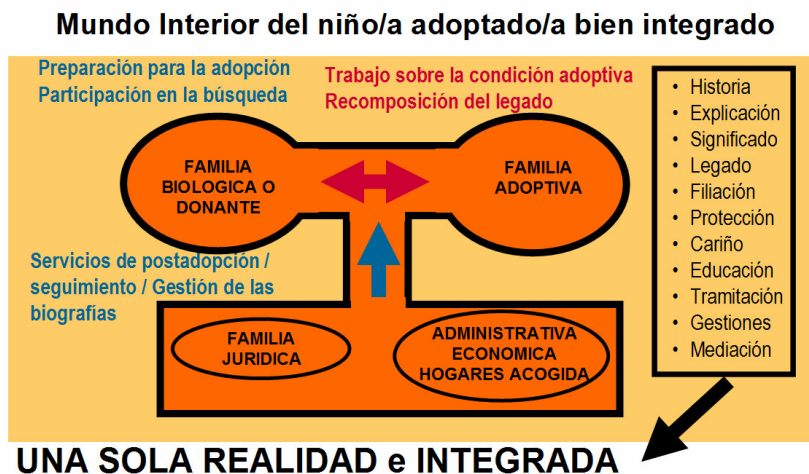 Mundo Interior del niño/a adoptado/a bien integrado
Preparación para la adopción
Participación en la búsqueda
Trabajo sobre la condición adoptiva
Recomposición del legado
FAMILIA
BIOLOGICA O
DONANTE
FAMILIA
ADOPTIVA
Servicios de postadopción /
seguimiento / Gestión de las
biografías
FAMILIA
JURIDICA
ADMINISTRATIVA
ECONOMICA
HOGARES ACOGIDA
• Historia
• Explicación
• Significado
• Legado
• Filiación
• Protección
• Cariño
• Educación
• Tramitación
• Gestiones
• Mediación
UNA SOLA REALIDAD e INTEGRADA